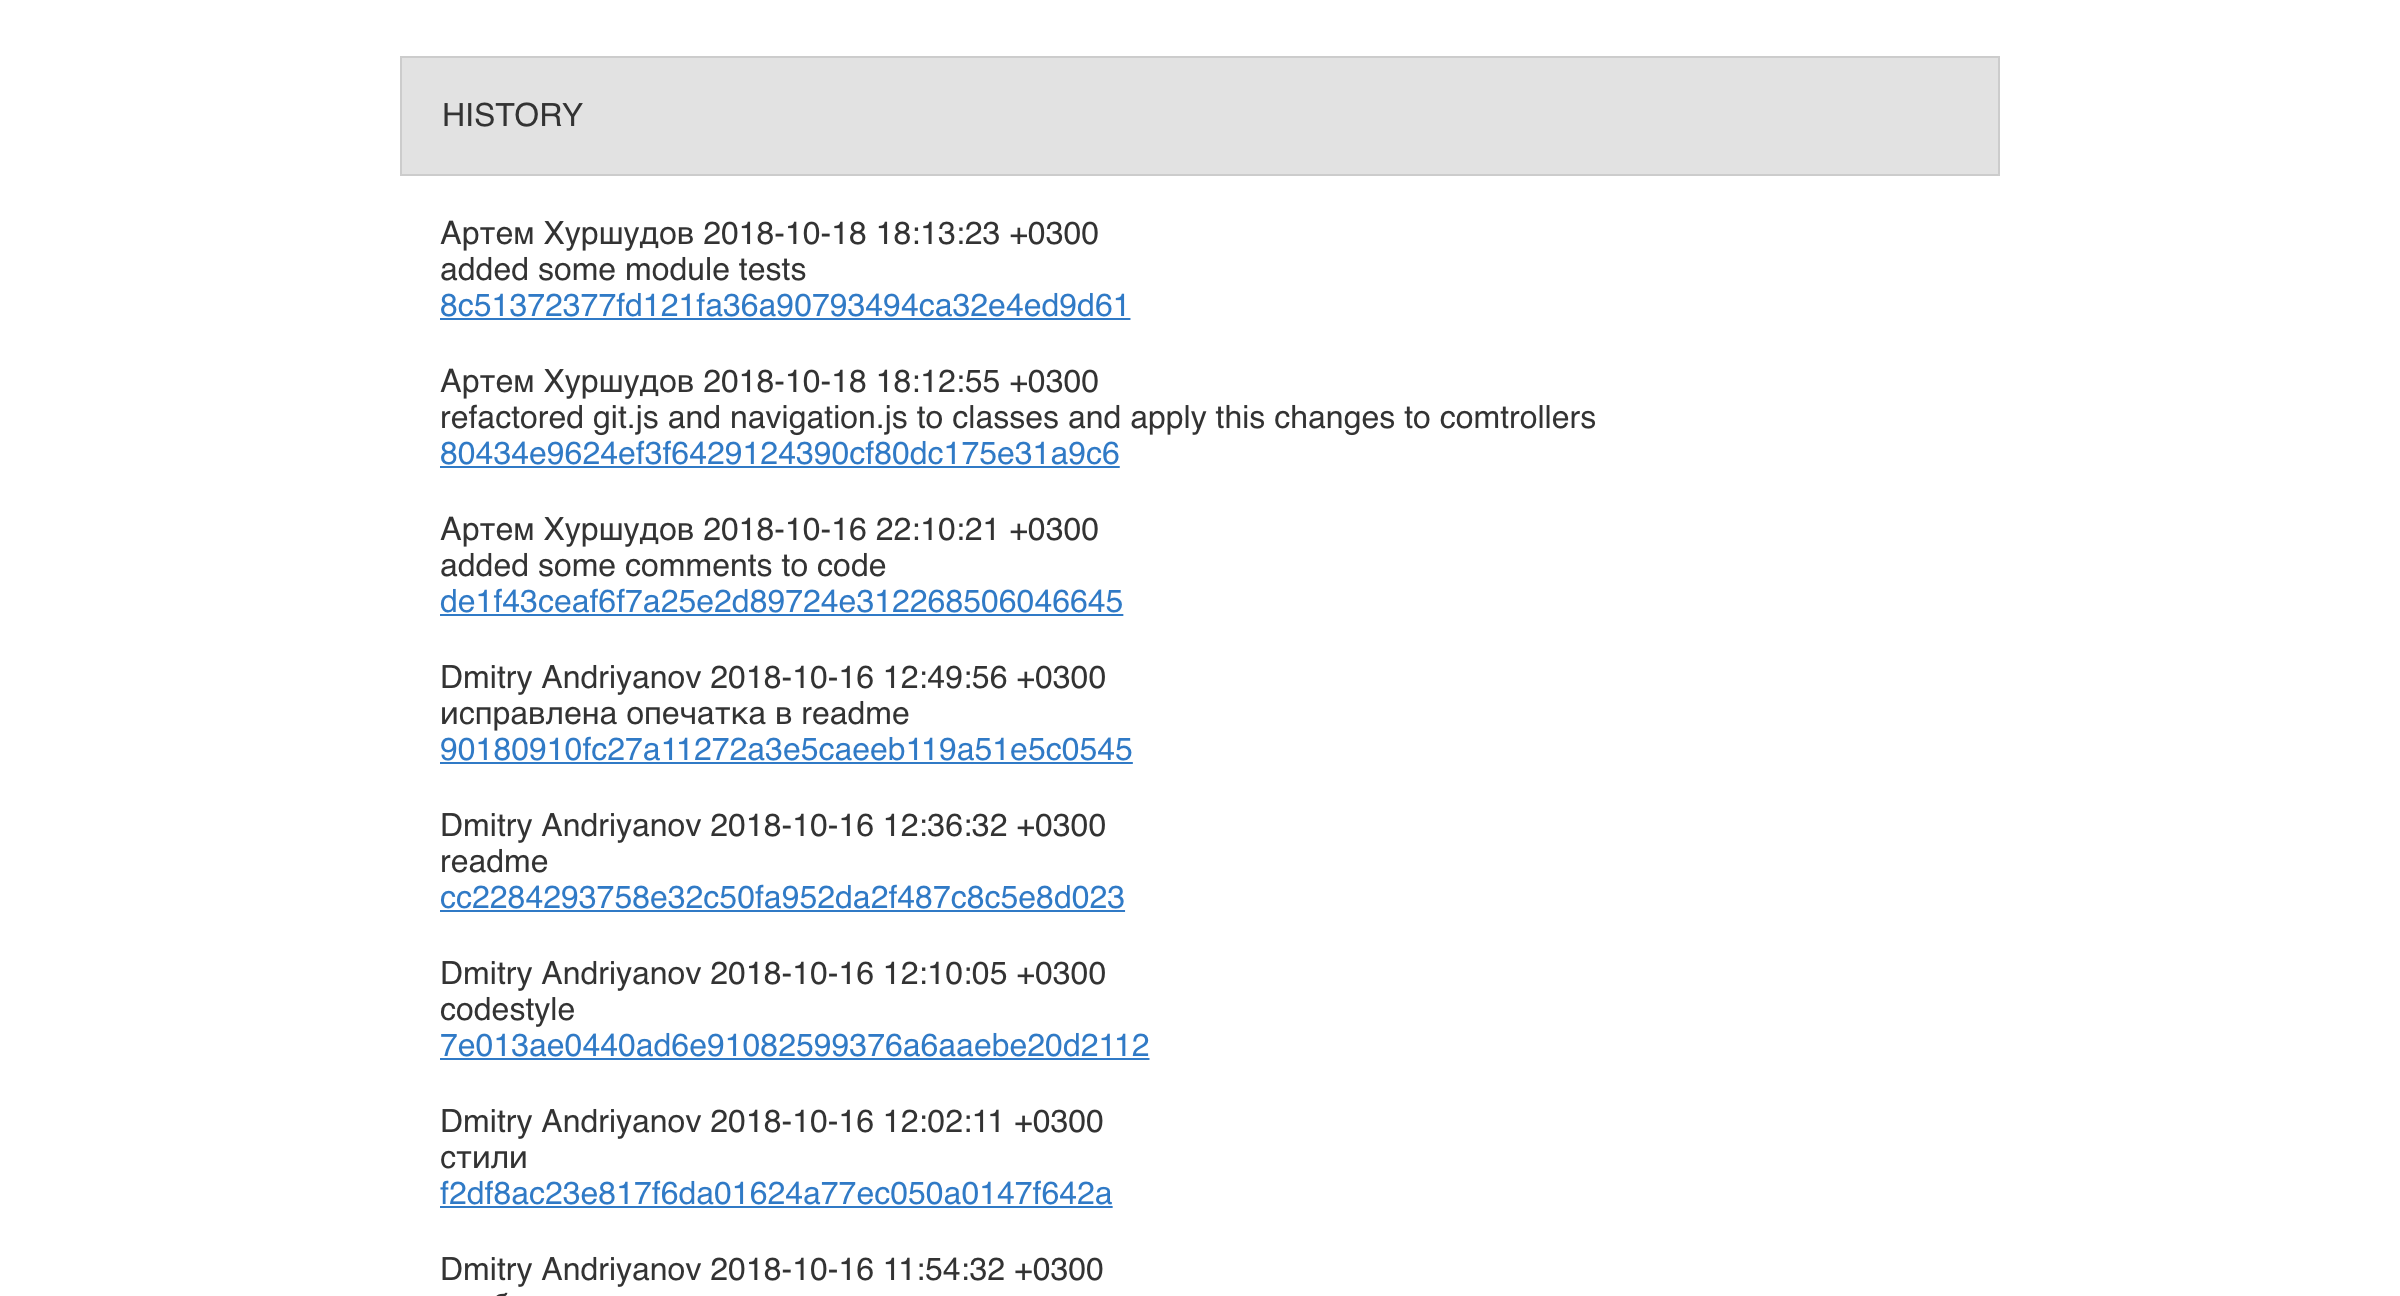 HISTORY
Артем Хуршудов 2018-10-18 18:13:23 +0300
added some module tests
8c51372377fd121fa36a90793494ca32e4ed9d61
Артем Хуршудов 2018-10-18 18:12:55 +0300
refactored git.js and navigation.js to classes and apply this changes to comtrollers
80434e9624ef3f6429124390cf80dc175e31a9c6
Артем Хуршудов 2018-10-16 22:10:21 +0300
added some comments to code
de1f43ceaf6f7a25e2d89724e312268506046645
Dmitry Andriyanov 2018-10-16 12:49:56 +0300
исправлена опечатка в readme
90180910fc27a11272a3e5caeeb119a51e5c0545
Dmitry Andriyanov 2018-10-16 12:36:32 +0300
readme
cc2284293758e32c50fa952da2f487c8c5e8d023
Dmitry Andriyanov 2018-10-16 12:10:05 +0300
codestyle
7e013ae0440ad6e91082599376a6aaebe20d2112
Dmitry Andriyanov 2018-10-16 12:02:11 +0300
стили
f2df8ac23e817f6da01624a77ec050a0147f642a
Dmitry Andriyanov 2018-10-16 11:54:32 +0300